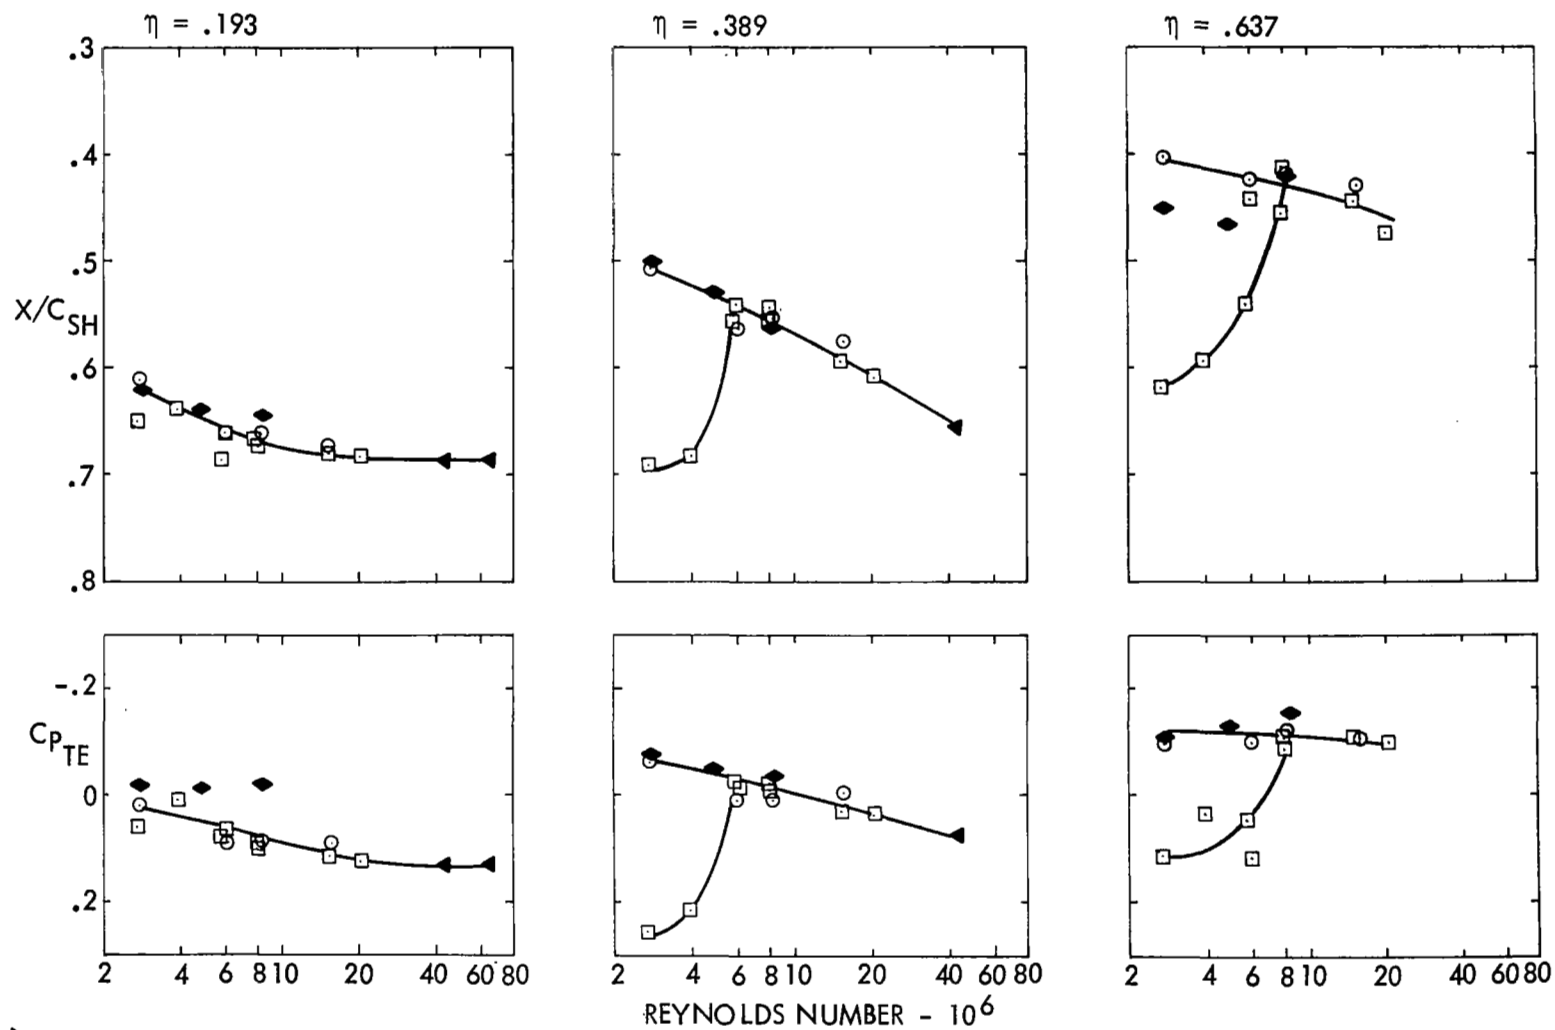 η = .193
η = .389
η = .637
.3
.4
.5
X/C_SH
.6
.7
.8
-.2
C_P_TE
0
.2
2 4 6 8 10 20 40 60 80
2 4 6 8 10 20 40 60 80
2 4 6 8 10 20 40 60 80
REYNOLDS NUMBER - 10^6